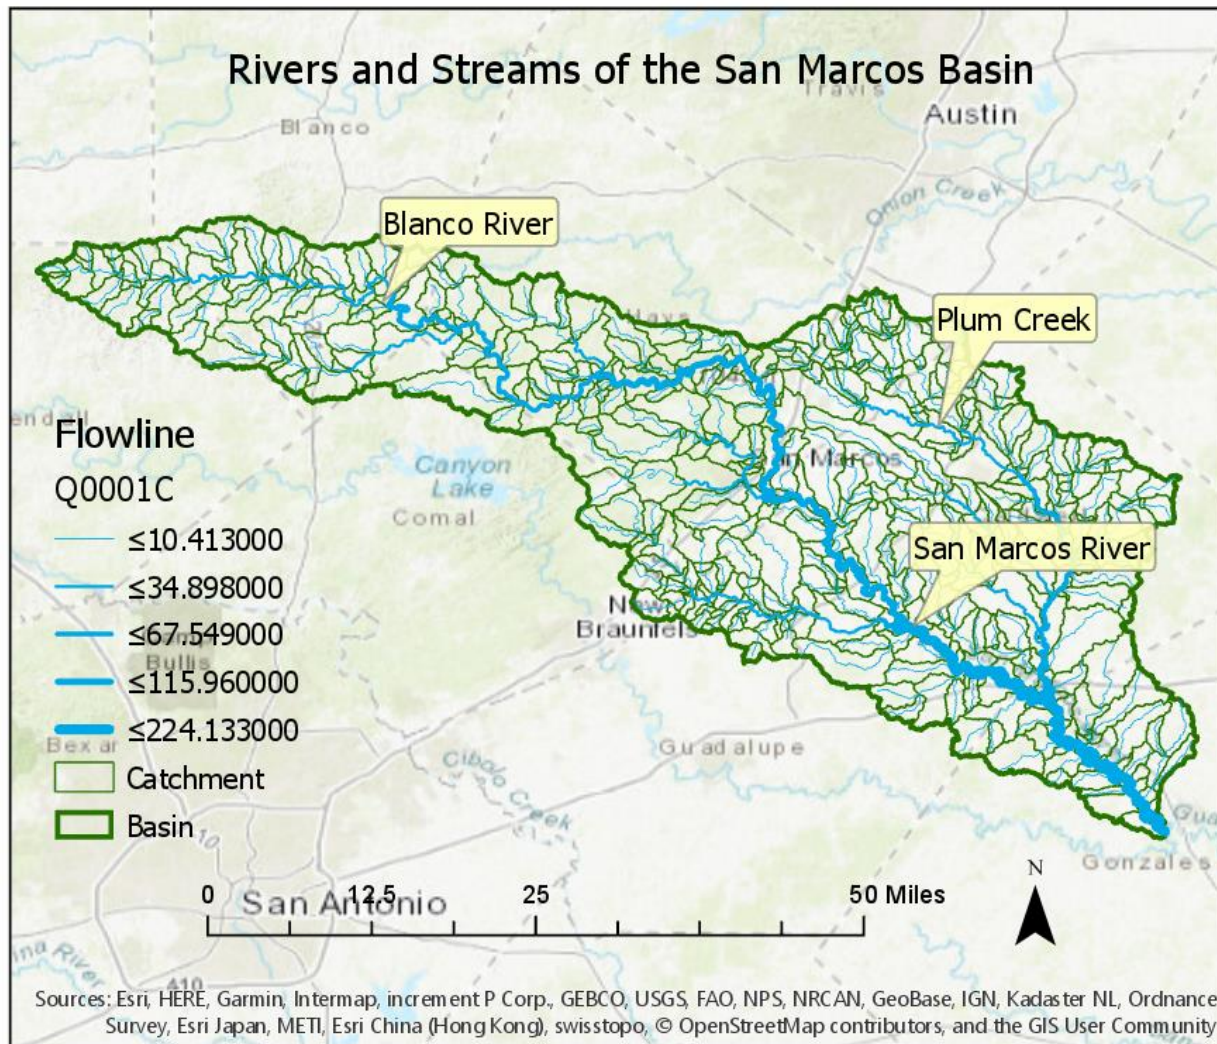 Rivers and Streams of the San Marcos Basin
Travis
Austin
Blanco
Onion Creek
Blanco River
Hays
Plum Creek
Flowline
Q0001C
≤10.413000
≤34.898000
≤67.549000
≤115.960000
≤224.133000
Catchment
Basin
Canyon
Lake
Comal
San Marcos
San Marcos River
New
Braunfels
Bullis
Bexar
Guadalupe
Cibolo Creek
Gonzales
N
10
0 12.5 25 50 Miles
San Antonio
410
Sources: Esri, HERE, Garmin, Intermap, increment P Corp., GEBCO, USGS, FAO, NPS, NRCAN, GeoBase, IGN, Kadaster NL, Ordnance
Survey, Esri Japan, METI, Esri China (Hong Kong), swisstopo, © OpenStreetMap contributors, and the GIS User Community